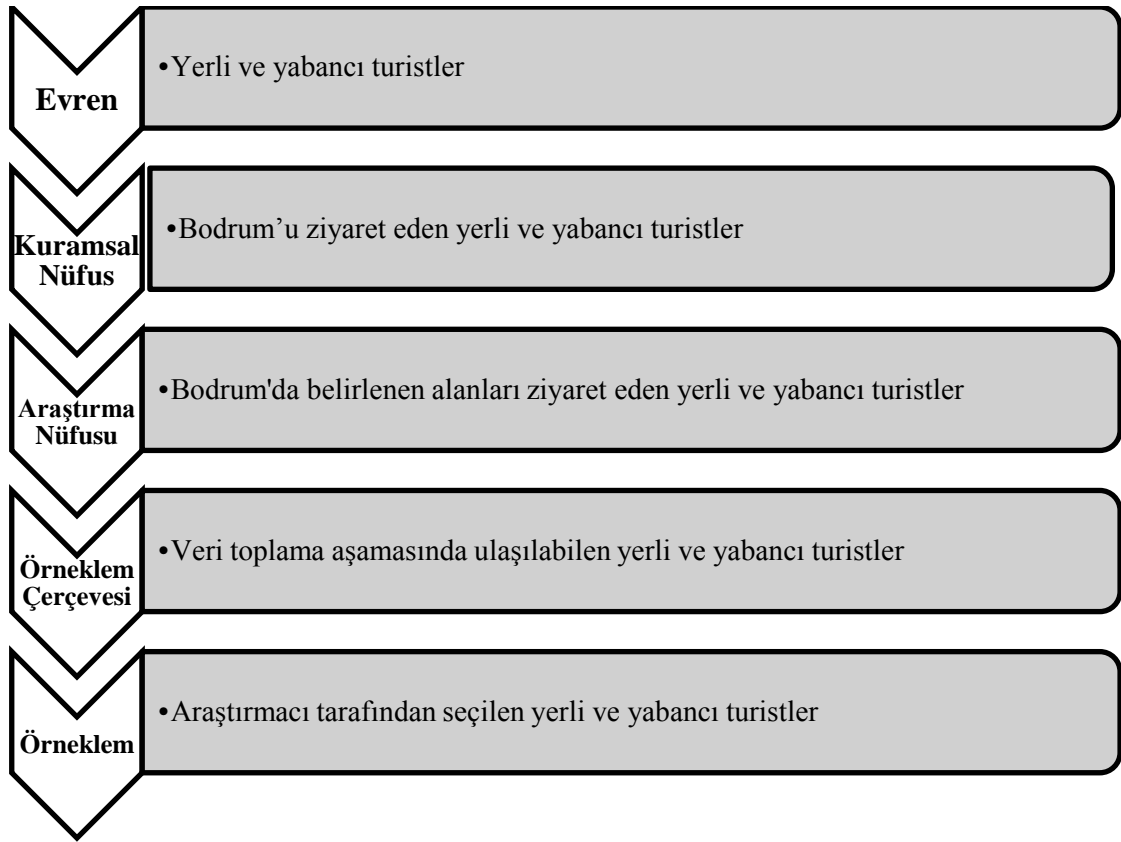 Evren
•Yerli ve yabancı turistler
Kuramsal
Nüfus
•Bodrum’u ziyaret eden yerli ve yabancı turistler
Araştırma
Nüfusu
•Bodrum'da belirlenen alanları ziyaret eden yerli ve yabancı turistler
Örneklem
Çerçevesi
•Veri toplama aşamasında ulaşılabilen yerli ve yabancı turistler
Örneklem
•Araştırmacı tarafından seçilen yerli ve yabancı turistler